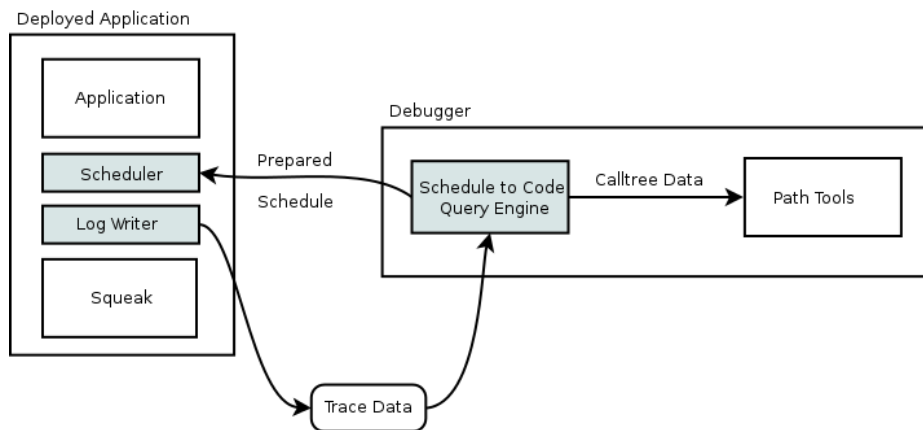 Deployed Application
Application
Scheduler
Log Writer
Squeak
Prepared
Schedule
Debugger
Schedule to Code
Query Engine
Calltree Data
Path Tools
Trace Data